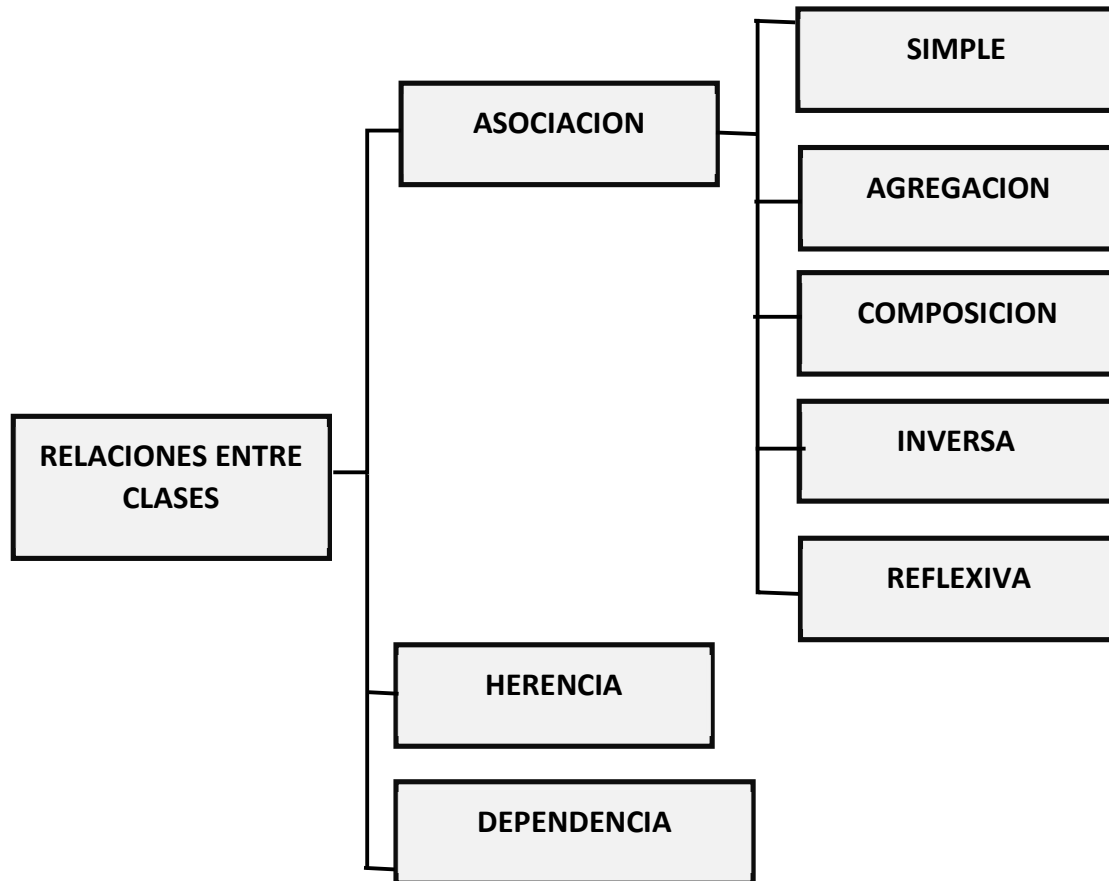 SIMPLE
ASOCIACION
AGREGACION
COMPOSICION
RELACIONES ENTRE
CLASES
INVERSA
REFLEXIVA
HERENCIA
DEPENDENCIA